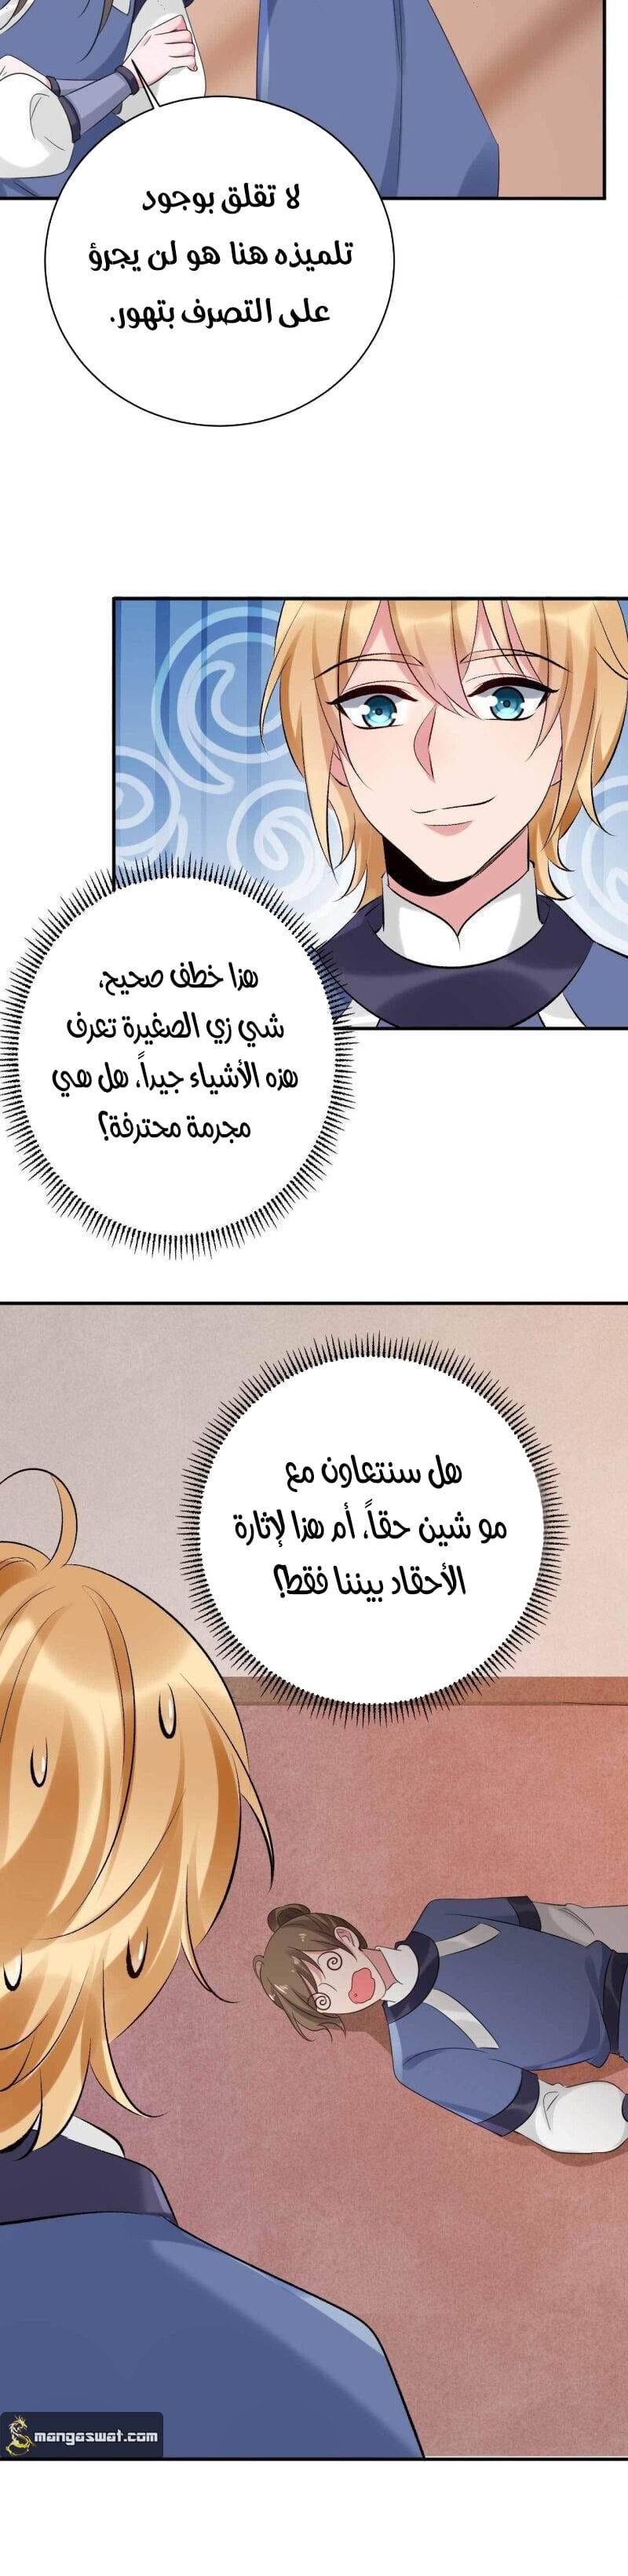 لا تقلق بوجود
تلميذه هنا هو لن يجرؤ
على التصرف بتهور.
هذا خطف صحيح،
شي زي الصغيرة تعرف
هذه الأشياء جيداً، هل هي
مجرمة محترفة؟
هل سنتعاون مع
مو شين حقاً، أم هذا لإثارة
الأحقاد بيننا فقط؟
mangaswat.com